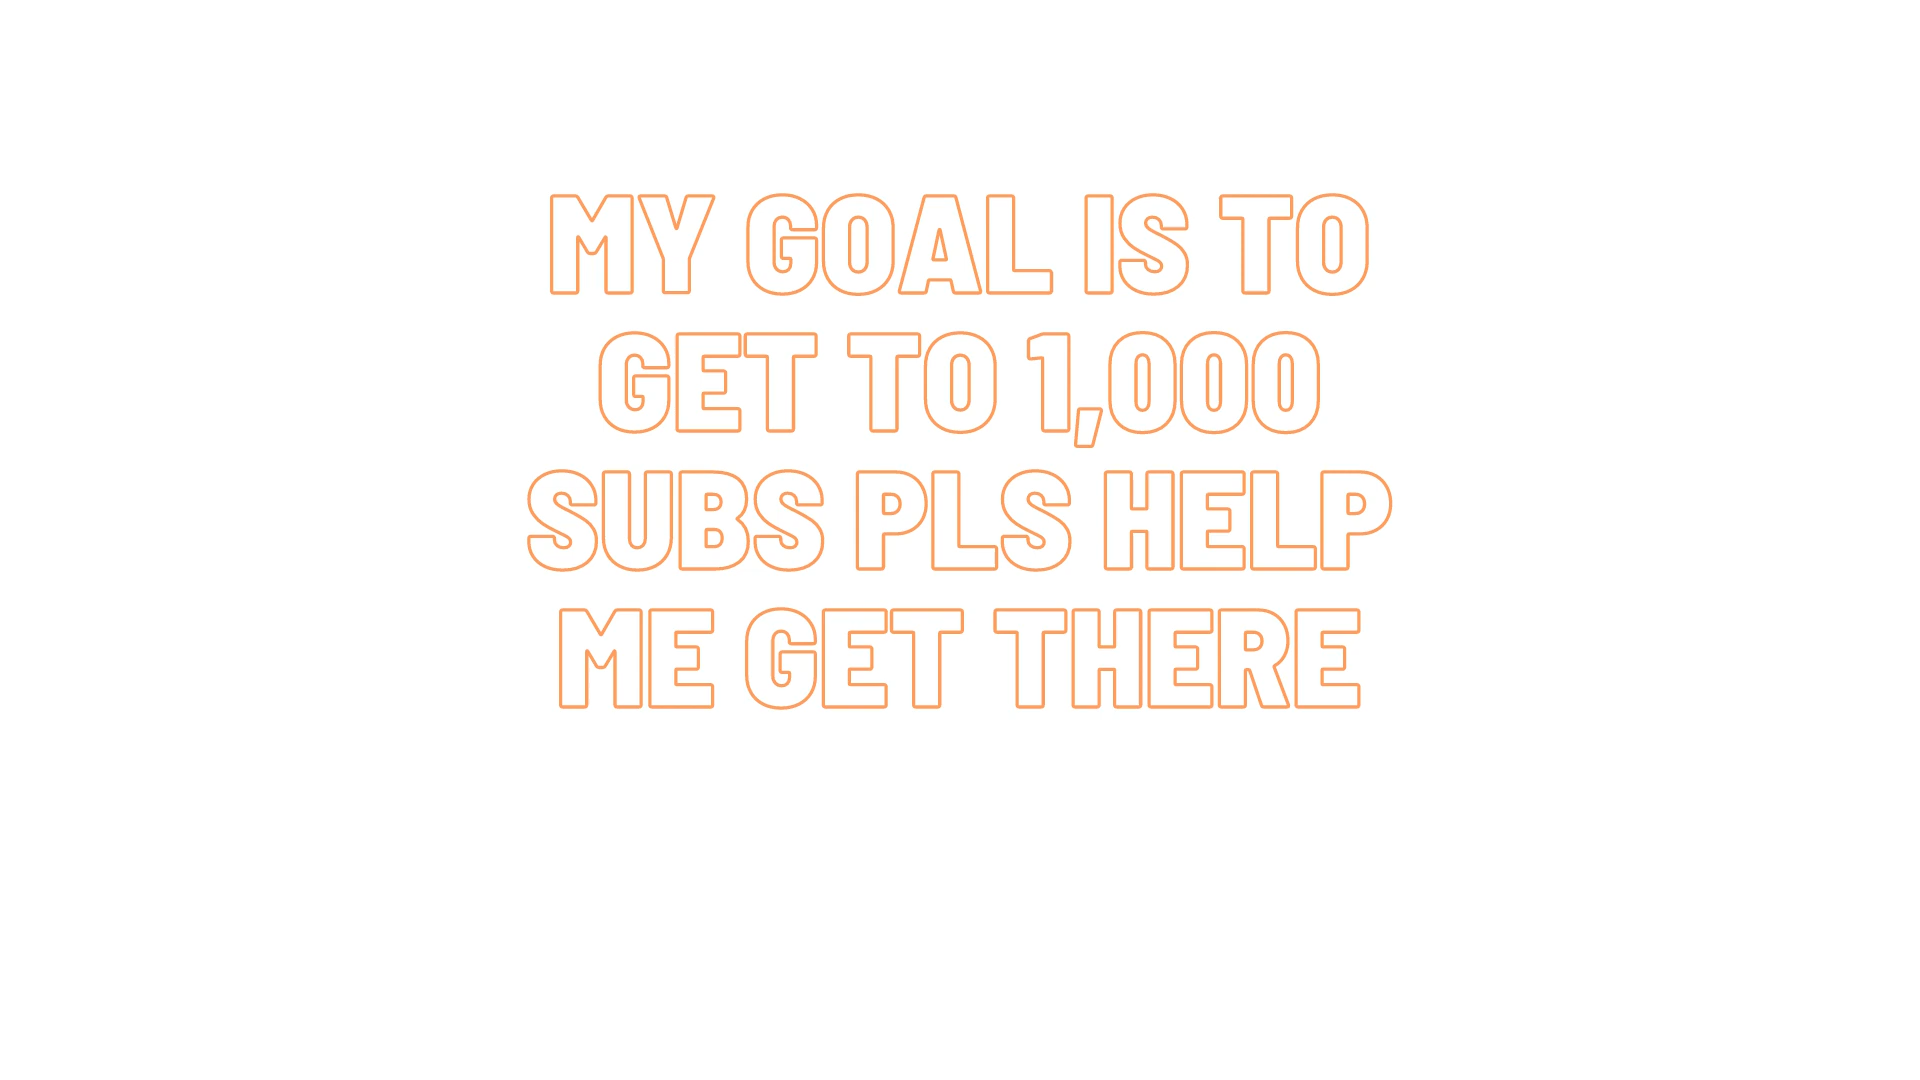 MY GOAL IS TO
GET TO 1,000
SUBS PLS HELP
ME GET THERE